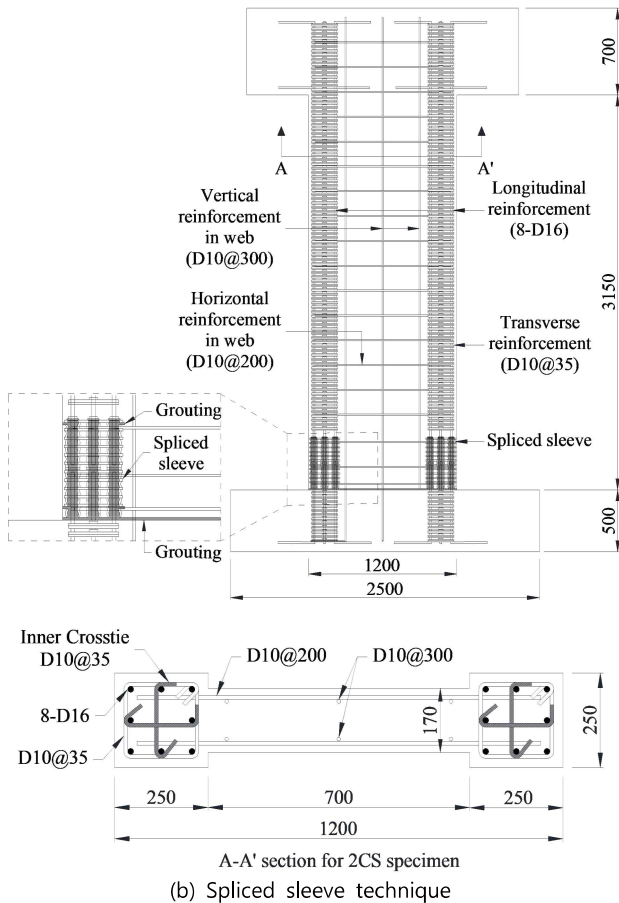 700
A
A'
Vertical
reinforcement
in web
(D10@300)
Longitudinal
reinforcement
(8-D16)
3150
Horizontal
reinforcement
in web
(D10@200)
Transverse
reinforcement
(D10@35)
Grouting
Spliced
sleeve
Grouting
Spliced sleeve
500
1200
2500
Inner Crosstie
D10@35
8-D16
D10@35
D10@200
D10@300
170
250
250
700
250
1200
A-A' section for 2CS specimen
(b) Spliced sleeve technique